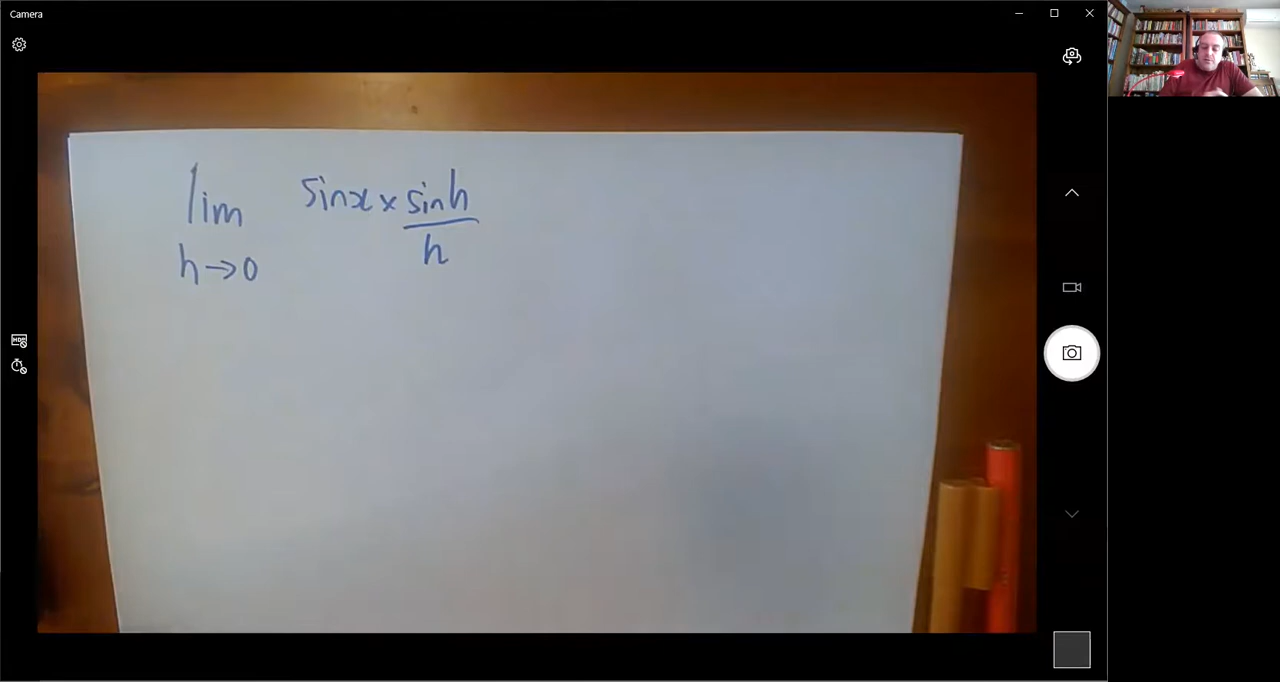 Camera
lim sinx × sinh
h→0 h